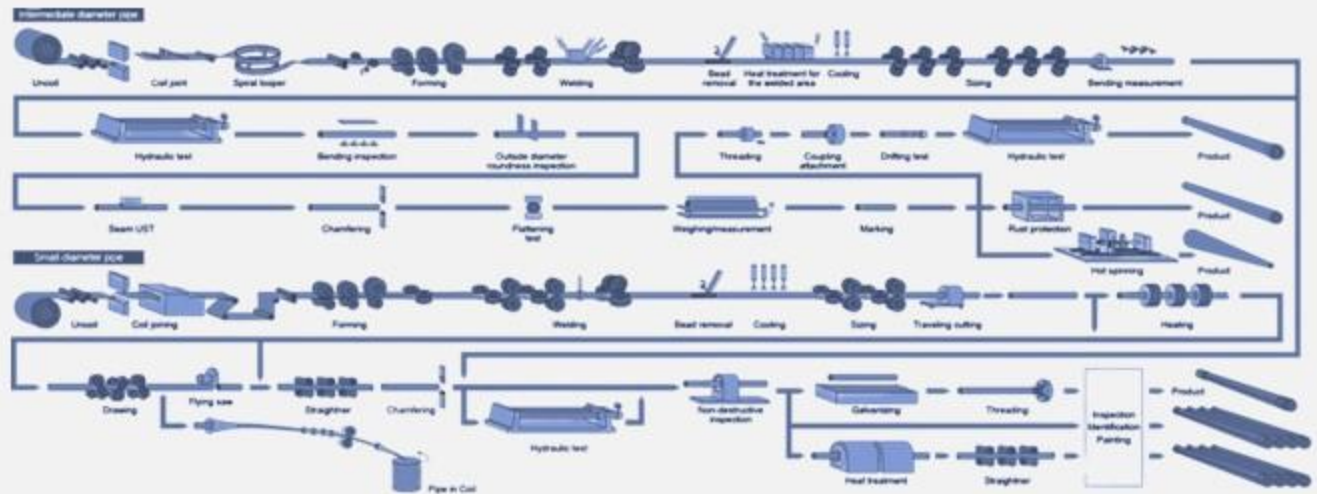 Intermediate diameter pipe
Uncoil
Coil joint
Spiral looper
Forming
Welding
Bead
removal
Heat treatment for
the welded area
Cooling
Sizing
Bending measurement
Hydraulic test
Bending inspection
Outside diameter
roundness inspection
Threading
Coupling
attachment
Drifting test
Hydraulic test
Product
Seam UST
Chamfering
Flattening
test
Weighing/measurement
Marking
Rust protection
Product
Hot spinning
Product
Small diameter pipe
Uncoil
Coil joining
Forming
Welding
Bead removal
Cooling
Sizing
Traveling cutting
Heating
Drawing
Flying saw
Straightner
Chamfering
Hydraulic test
Non-destructive
inspection
Galvanizing
Threading
Inspection
Identification
Painting
Product
Pipe in Coil
Heat treatment
Straightner